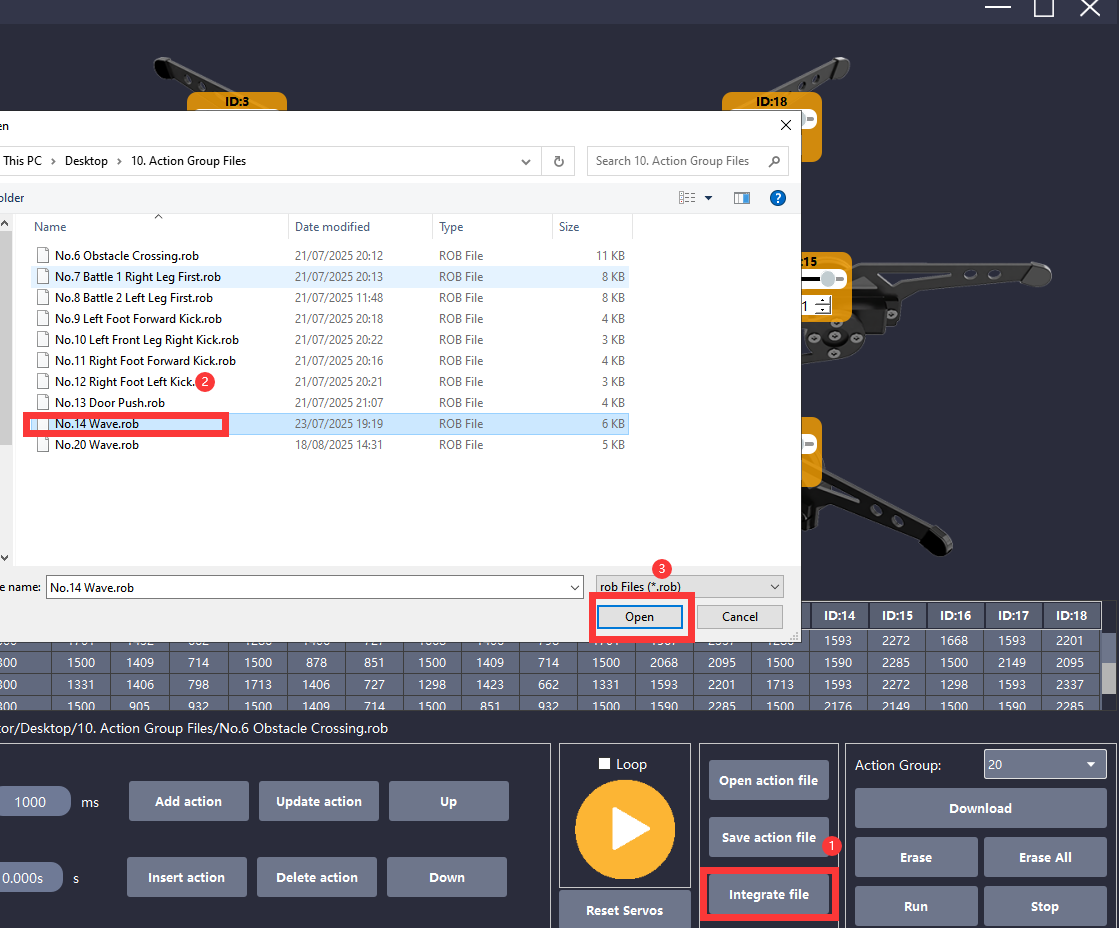 ID:3
ID:18
en
This PC > Desktop > 10. Action Group Files
Search 10. Action Group Files
older
?
Name Date modified Type Size
No.6 Obstacle Crossing.rob 21/07/2025 20:12 ROB File 11 KB
No.7 Battle 1 Right Leg First.rob 21/07/2025 20:13 ROB File 8 KB
No.8 Battle 2 Left Leg First.rob 21/07/2025 11:48 ROB File 8 KB
No.9 Left Foot Forward Kick.rob 21/07/2025 20:18 ROB File 4 KB
No.10 Left Front Leg Right Kick.rob 21/07/2025 20:22 ROB File 3 KB
No.11 Right Foot Forward Kick.rob 21/07/2025 20:16 ROB File 4 KB
No.12 Right Foot Left Kick. 2 21/07/2025 20:21 ROB File 3 KB
No.13 Door Push.rob 21/07/2025 21:07 ROB File 4 KB
No.14 Wave.rob 23/07/2025 19:19 ROB File 6 KB
No.20 Wave.rob 18/08/2025 14:31 ROB File 5 KB
:15
1
3
e name: No.14 Wave.rob rob Files (*.rob)
Open Cancel
ID:14 ID:15 ID:16 ID:17 ID:18
1593 2272 1668 1593 2201
1500 1409 714 1500 878 851 1500 1409 714 1500 2068 2095 1500 1590 2285 1500 2149 2095
1331 1406 798 1713 1406 727 1298 1423 662 1331 1593 2201 1713 1593 2272 1298 1593 2337
1500 905 932 1500 1409 714 1500 851 932 1500 1590 2285 1500 2176 2149 1500 1590 2285
tor/Desktop/10. Action Group Files/No.6 Obstacle Crossing.rob
1000 ms
Add action
Update action
Up
0.000s s
Insert action
Delete action
Down
Loop
Reset Servos
Open action file
Save action file
1
Integrate file
Action Group: 20
Download
Erase
Erase All
Run
Stop